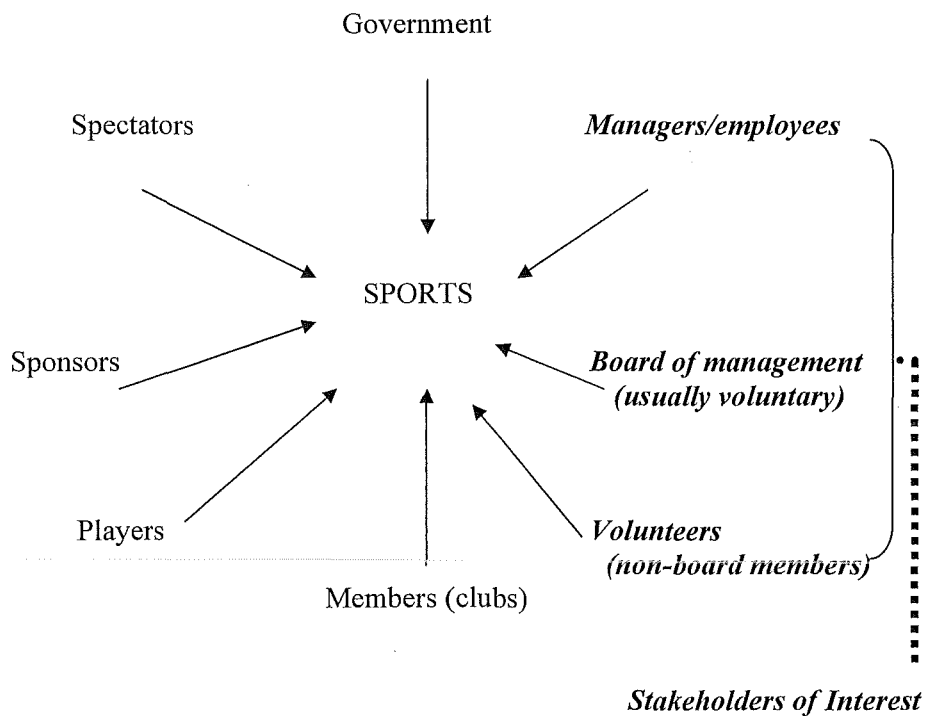 Government
Spectators
Managers/employees
SPORTS
Sponsors
Board of management
(usually voluntary)
Players
Volunteers
(non-board members)
Members (clubs)
Stakeholders of Interest